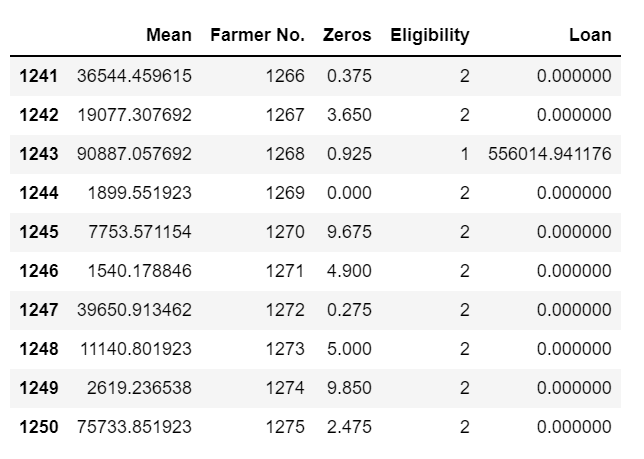 Mean Farmer No. Zeros Eligibility Loan
1241 36544.459615 1266 0.375 2 0.000000
1242 19077.307692 1267 3.650 2 0.000000
1243 90887.057692 1268 0.925 1 556014.941176
1244 1899.551923 1269 0.000 2 0.000000
1245 7753.571154 1270 9.675 2 0.000000
1246 1540.178846 1271 4.900 2 0.000000
1247 39650.913462 1272 0.275 2 0.000000
1248 11140.801923 1273 5.000 2 0.000000
1249 2619.236538 1274 9.850 2 0.000000
1250 75733.851923 1275 2.475 2 0.000000